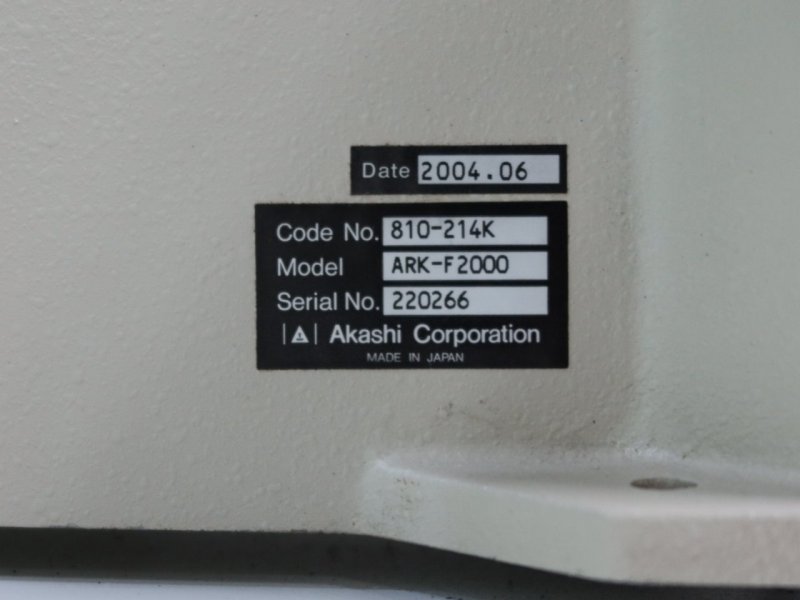 Date 2004.06
Code No. 810-214K
Model ARK-F2000
Serial No. 220266
Akashi Corporation
MADE IN JAPAN